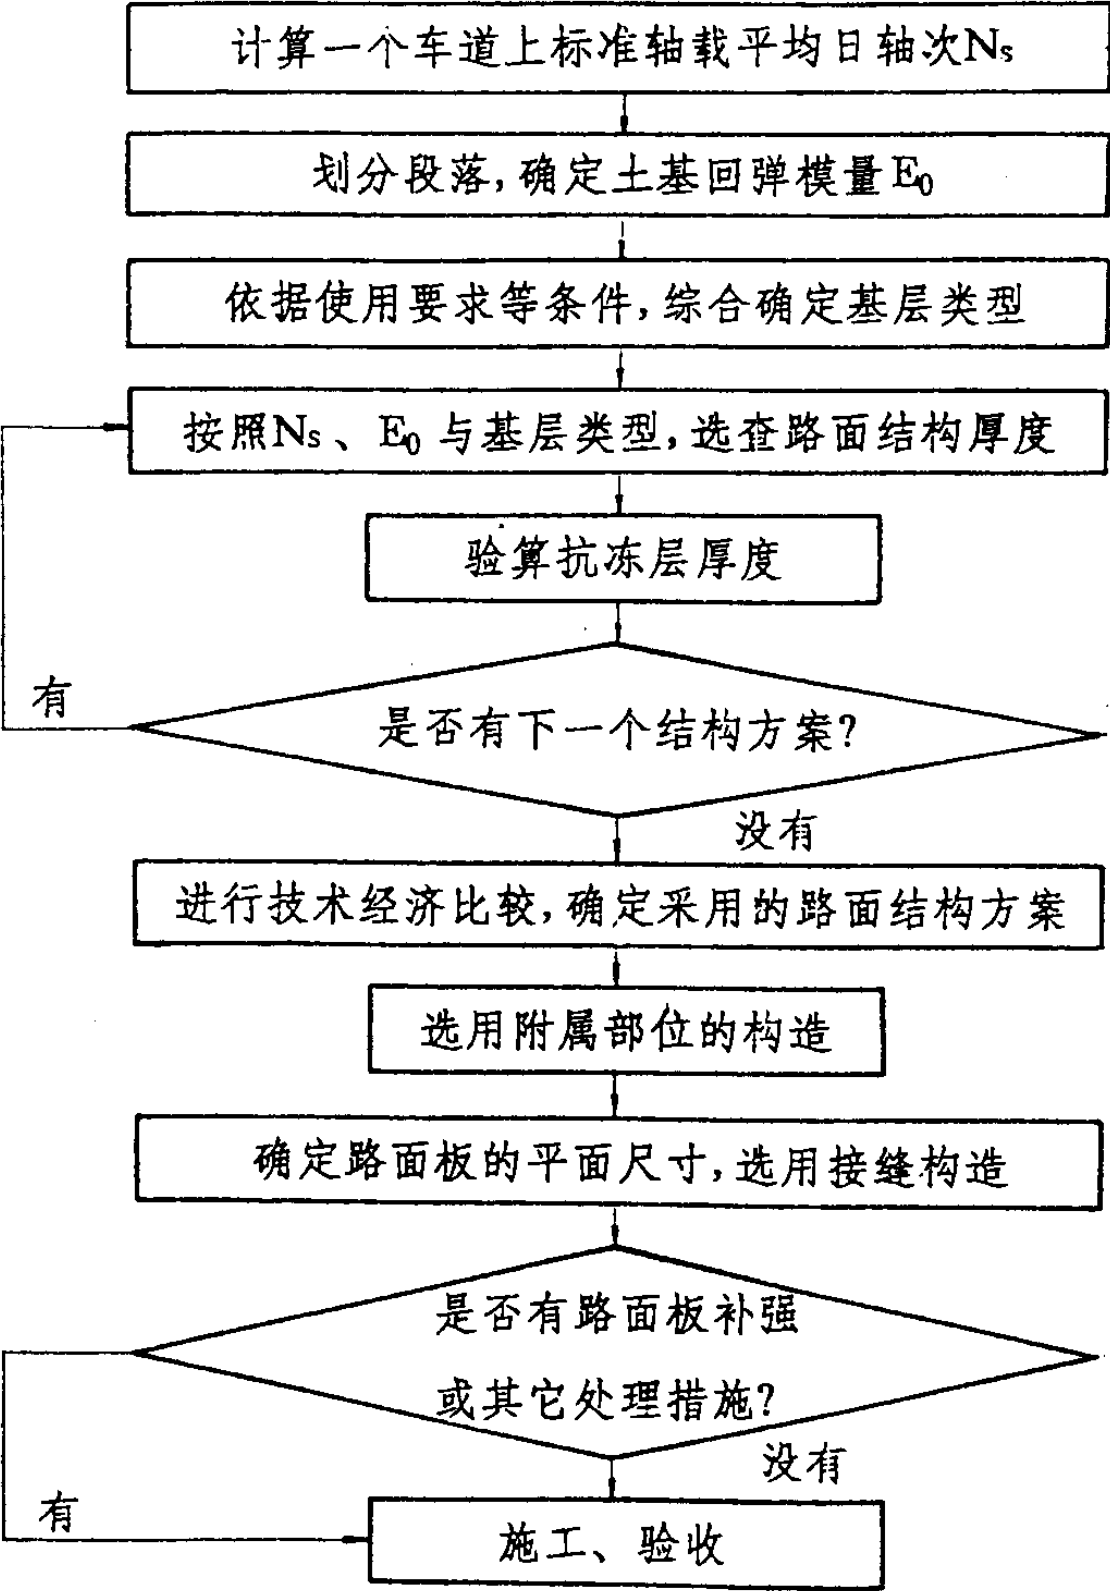 计算一个车道上标准轴载平均日轴次Ns
划分段落,确定土基回弹模量E0
依据使用要求等条件,综合确定基层类型
按照Ns、E0与基层类型,选查路面结构厚度
验算抗冻层厚度
有
是否有下一个结构方案?
没有
进行技术经济比较,确定采用的路面结构方案
选用附属部位的构造
确定路面板的平面尺寸,选用接缝构造
是否有路面板补强
或其它处理措施?
没有
有
施工、验收